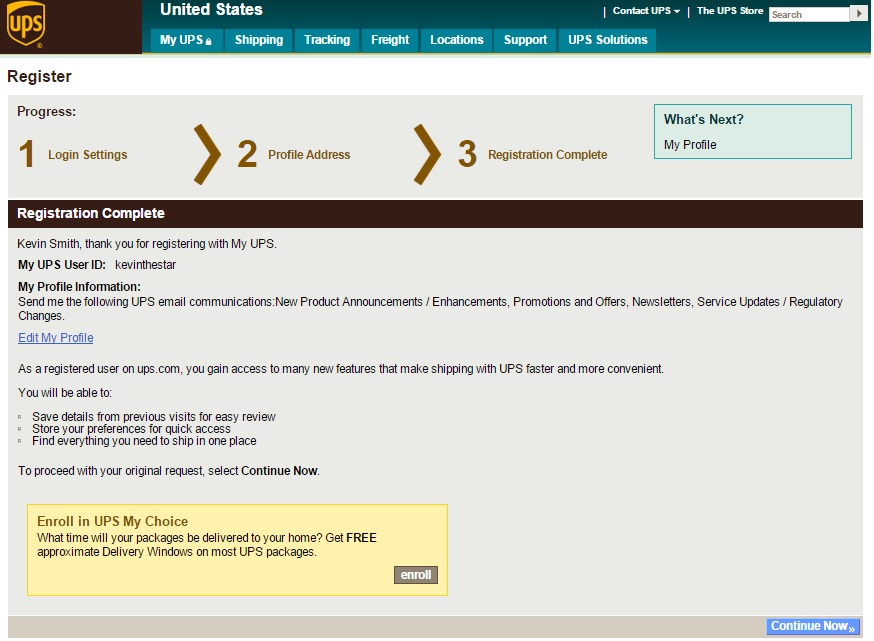 ups
United States
Contact UPS
The UPS Store
Search
My UPS
Shipping
Tracking
Freight
Locations
Support
UPS Solutions
Register
Progress:
1 Login Settings
2 Profile Address
3 Registration Complete
What's Next?
My Profile
Registration Complete
Kevin Smith, thank you for registering with My UPS.
My UPS User ID: kevinthestar
My Profile Information:
Send me the following UPS email communications:New Product Announcements / Enhancements, Promotions and Offers, Newsletters, Service Updates / Regulatory
Changes.
Edit My Profile
As a registered user on ups.com, you gain access to many new features that make shipping with UPS faster and more convenient.
You will be able to:
Save details from previous visits for easy review
Store your preferences for quick access
Find everything you need to ship in one place
To proceed with your original request, select Continue Now.
Enroll in UPS My Choice
What time will your packages be delivered to your home? Get FREE
approximate Delivery Windows on most UPS packages.
enroll
Continue Now »